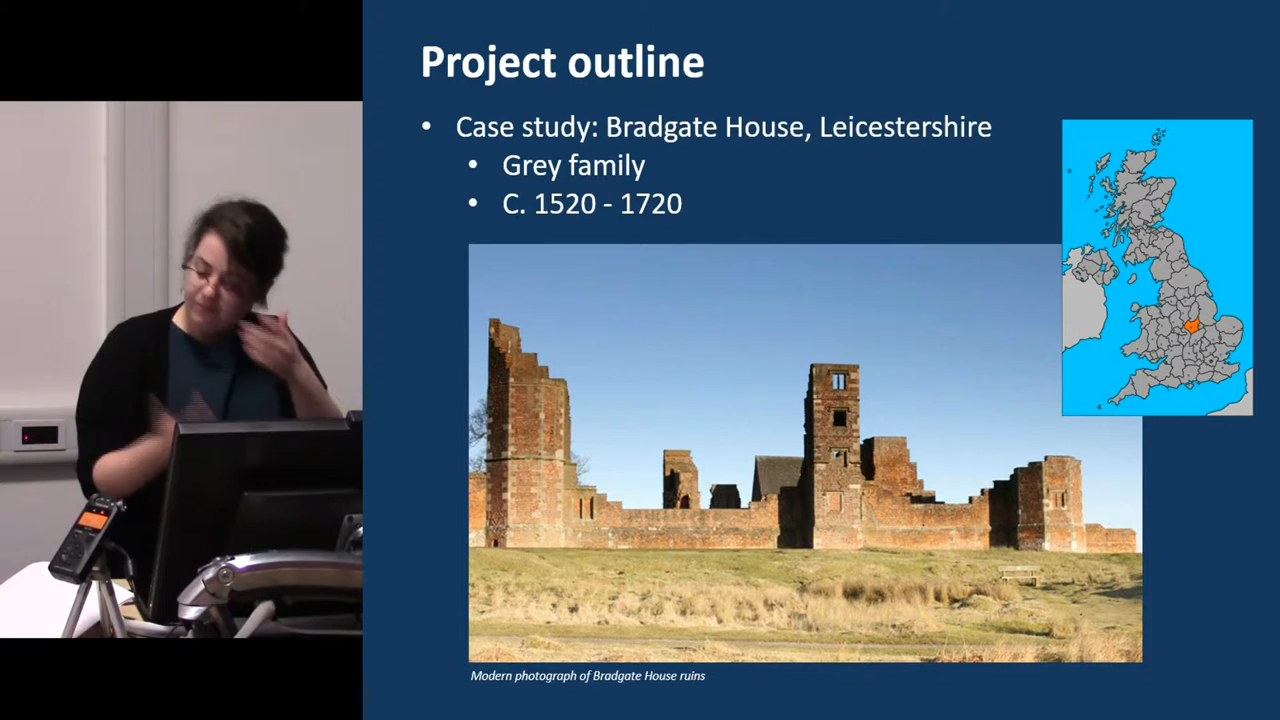 Project outline
• Case study: Bradgate House, Leicestershire
• Grey family
• C. 1520 - 1720
Modern photograph of Bradgate House ruins